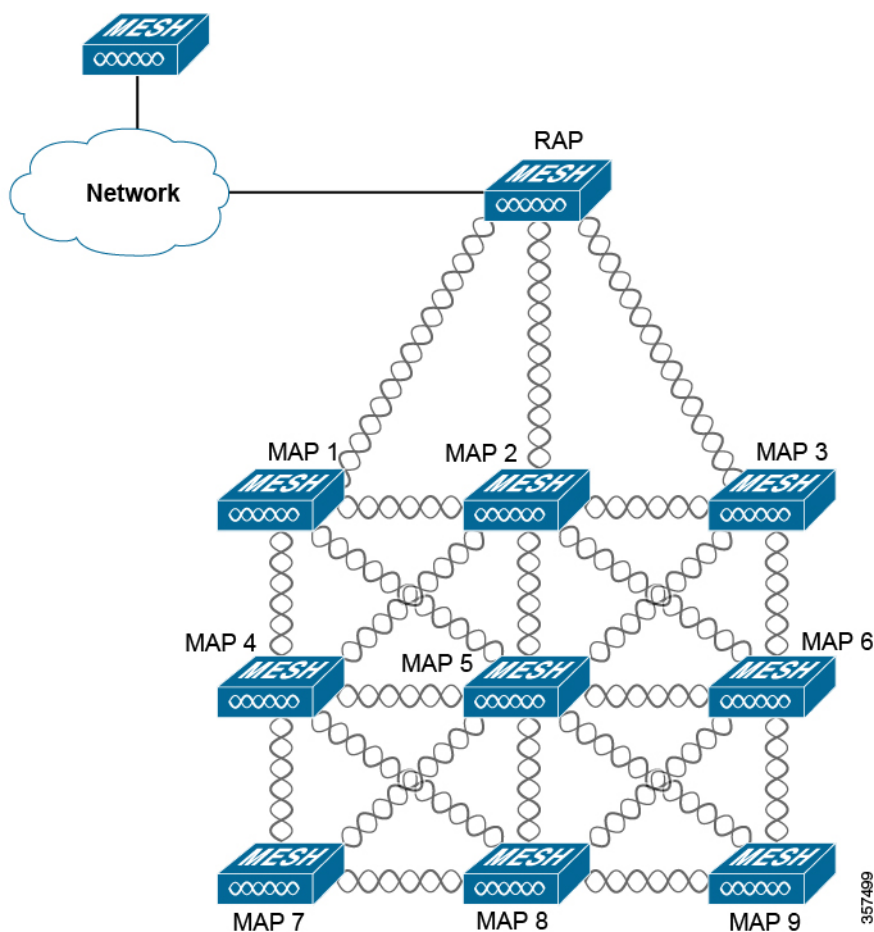 MESH
Network
RAP
MESH
MAP 1
MAP 2
MAP 3
MESH
MESH
MESH
MAP 4
MAP 5
MAP 6
MESH
MESH
MESH
MESH
MESH
MESH
MAP 7
MAP 8
MAP 9
357499